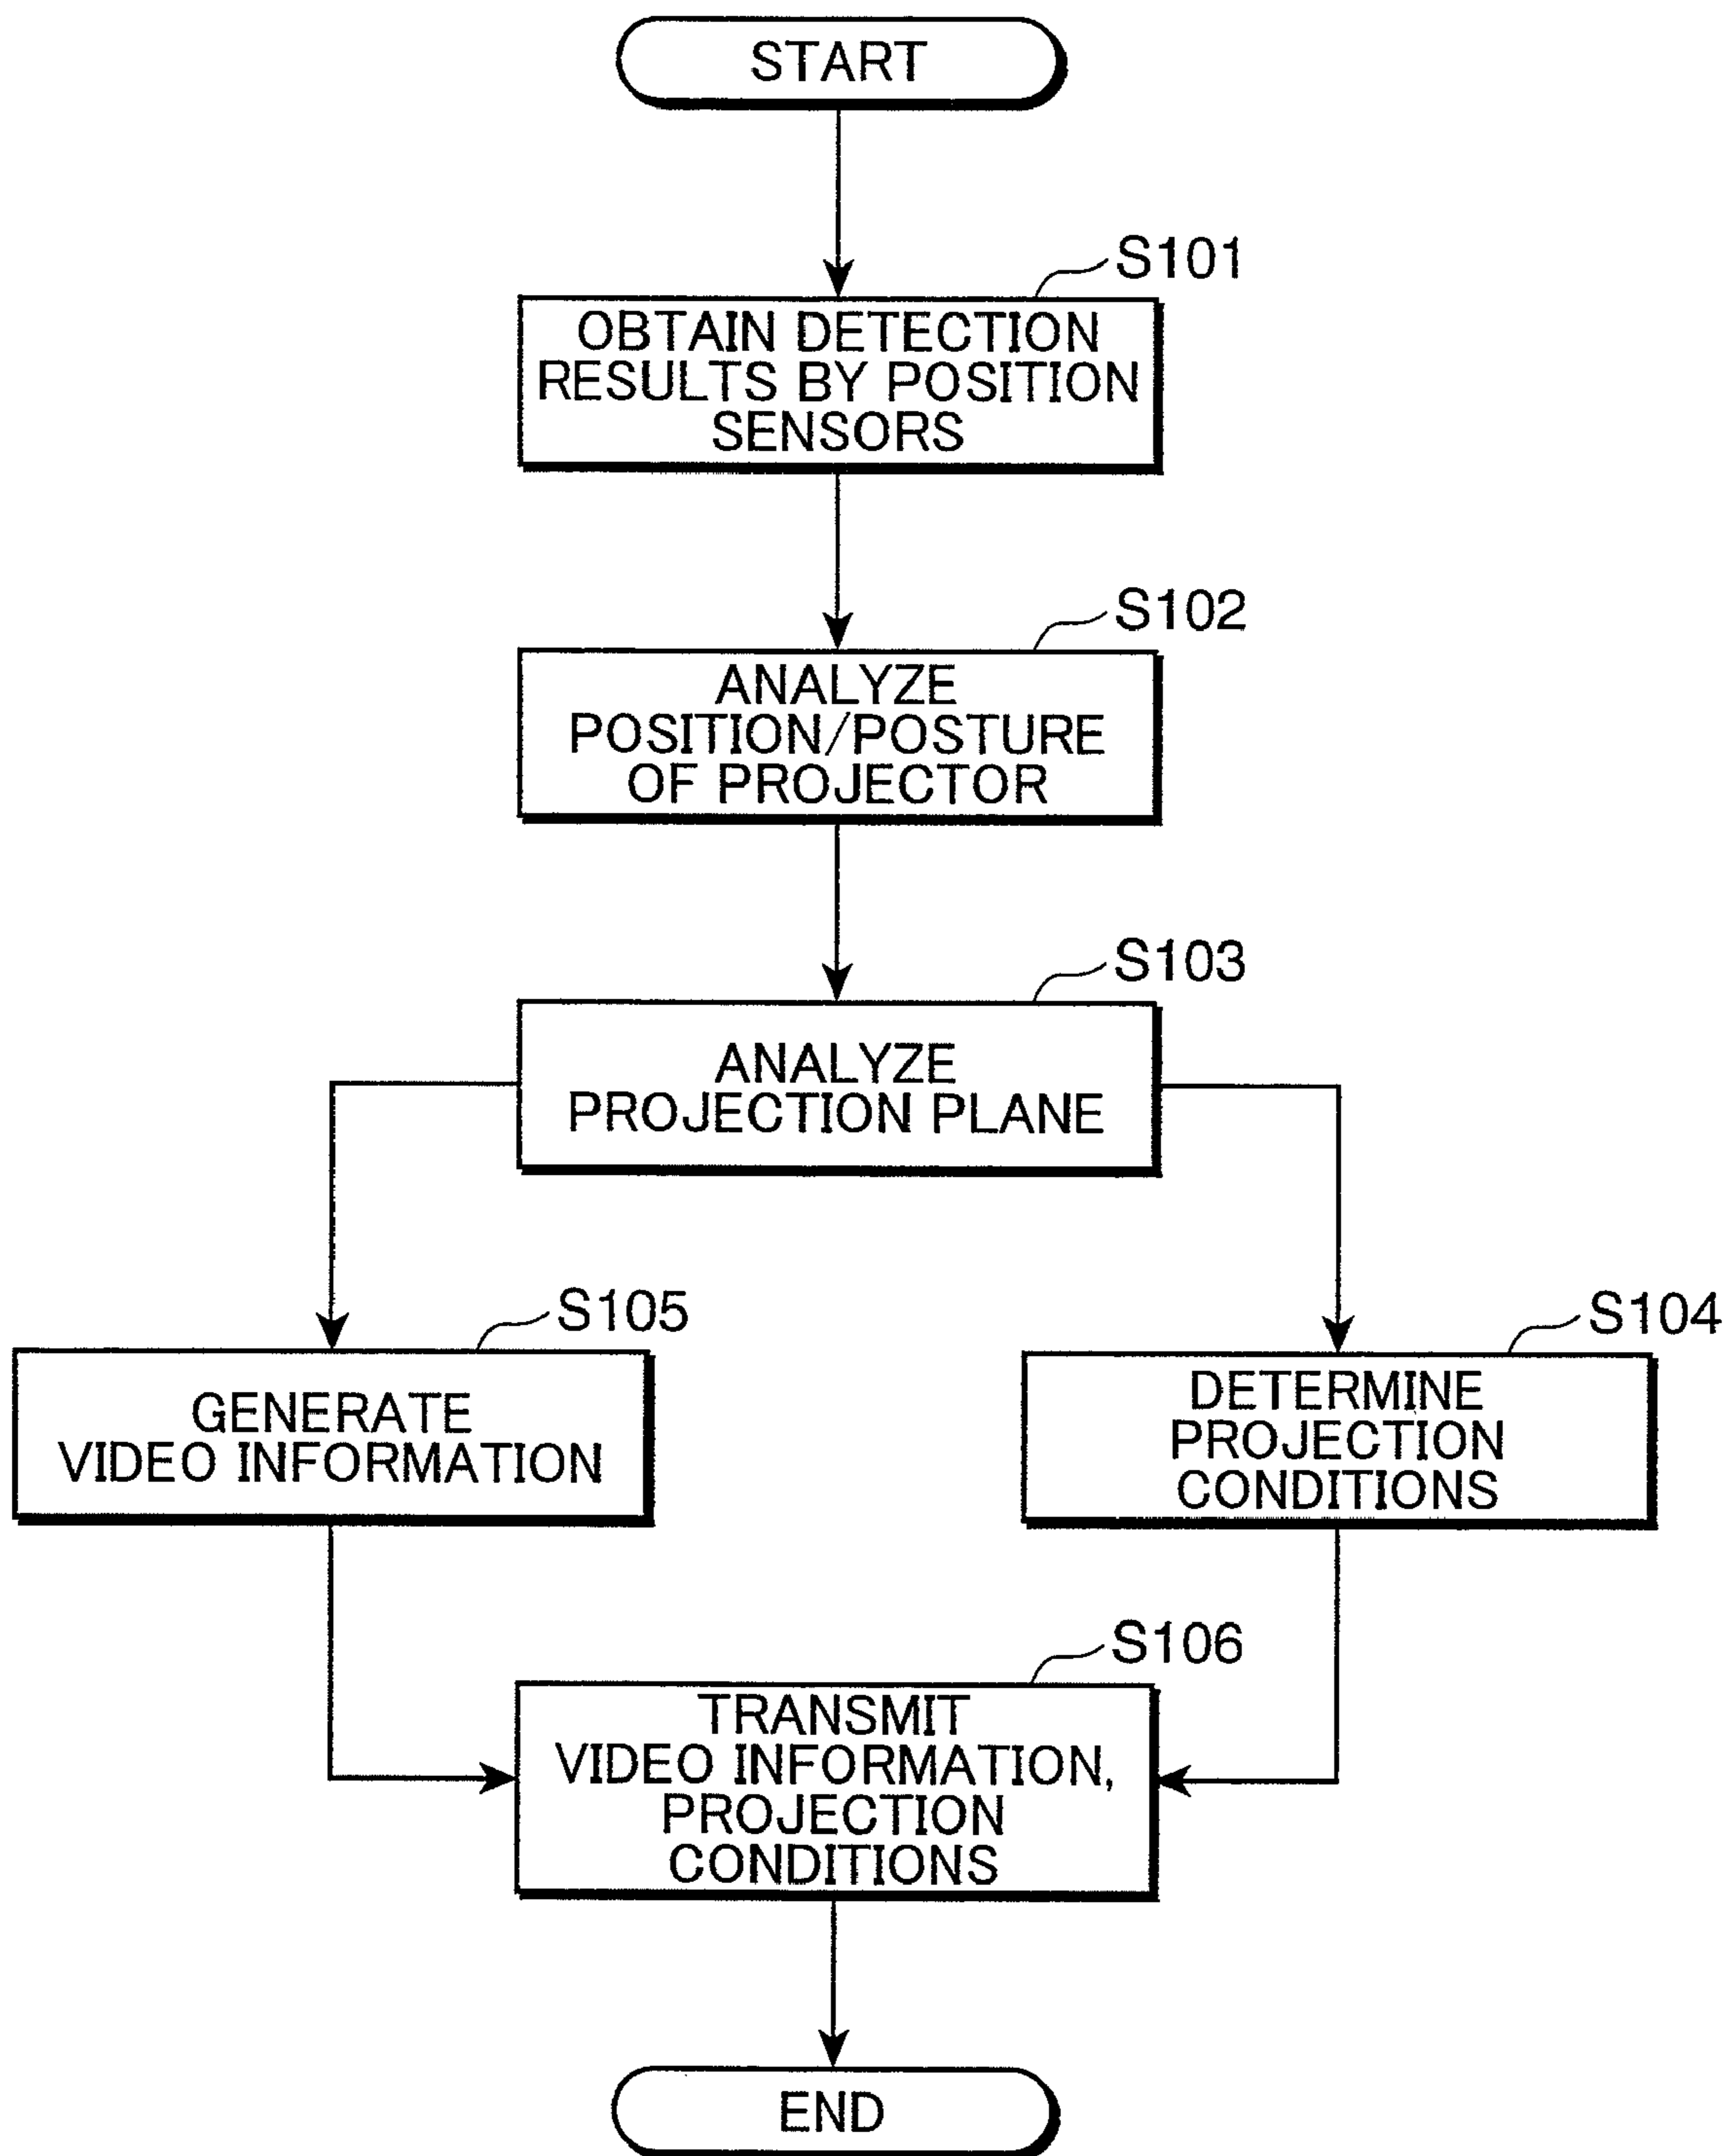 START
S101
OBTAIN DETECTION
RESULTS BY POSITION
SENSORS
S102
ANALYZE
POSITION/POSTURE
OF PROJECTOR
S103
ANALYZE
PROJECTION PLANE
S105
GENERATE
VIDEO INFORMATION
S104
DETERMINE
PROJECTION
CONDITIONS
S106
TRANSMIT
VIDEO INFORMATION,
PROJECTION
CONDITIONS
END